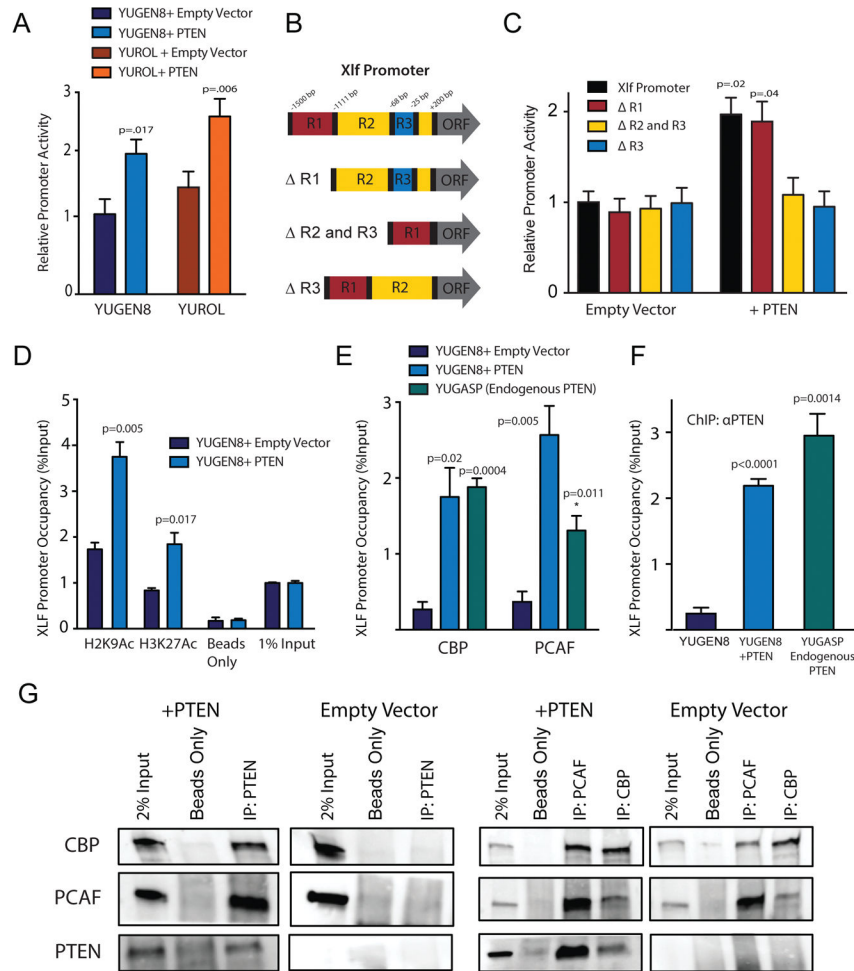 A
YUGEN8+ Empty Vector
YUGEN8+ PTEN
YUROL + Empty Vector
YUROL+ PTEN
Relative Promoter Activity
3
2
1
0
p=.017
p=.006
YUGEN8
YUROL
B
Xlf Promoter
-1500 bp
-1111 bp
-68 bp
-25 bp
+200 bp
R1
R2
R3
ORF
Δ R1
R2
R3
ORF
Δ R2 and R3
R1
ORF
Δ R3
R1
R2
ORF
C
Xlf Promoter
Δ R1
Δ R2 and R3
Δ R3
Relative Promoter Activity
2
1
0
p=.02
p=.04
Empty Vector
+ PTEN
D
XLF Promoter Occupancy (%Input)
5
4
3
2
1
0
p=0.005
p=0.017
YUGEN8+ Empty Vector
YUGEN8+ PTEN
H2K9Ac
H3K27Ac
Beads
Only
1% Input
E
YUGEN8+ Empty Vector
YUGEN8+ PTEN
YUGASP (Endogenous PTEN)
XLF Promoter Occupancy (%Input)
2
1
p=0.02
p=0.0004
p=0.005
p=0.011
*
CBP
PCAF
F
XLF Promoter Occupancy (%Input)
3
2
1
0
ChIP: αPTEN
p<0.0001
p=0.0014
YUGEN8
YUGEN8
+PTEN
YUGASP
Endogenous
PTEN
G
+PTEN
Empty Vector
+PTEN
Empty Vector
2% Input
Beads Only
IP: PTEN
2% Input
Beads Only
IP: PTEN
2% Input
Beads Only
IP: PCAF
IP: CBP
2% Input
Beads Only
IP: PCAF
IP: CBP
CBP
PCAF
PTEN